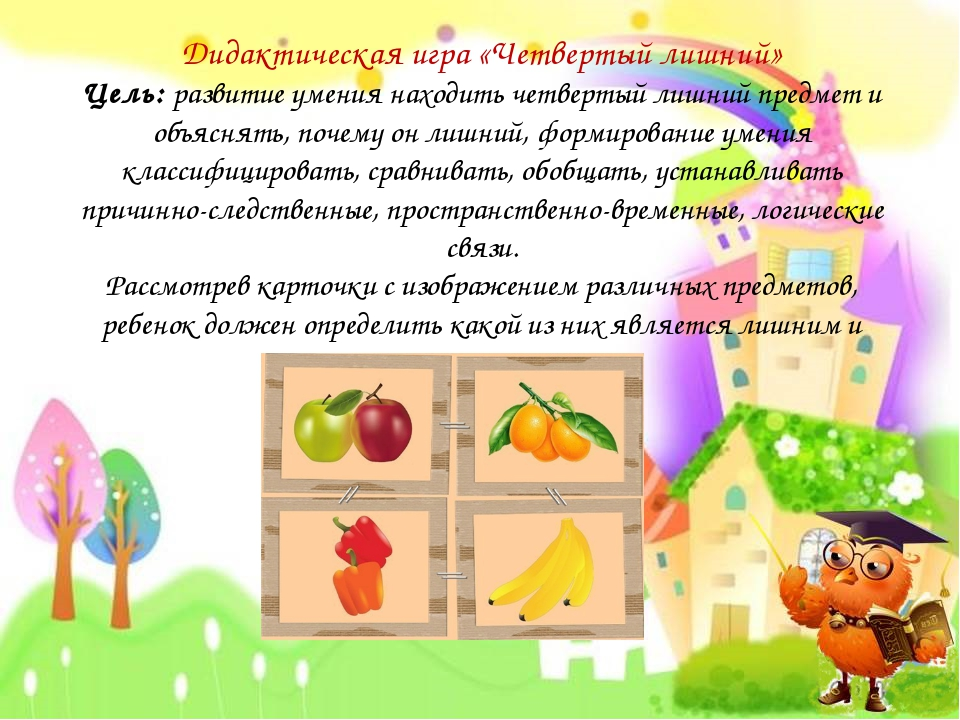 Дидактическая игра «Четвертый лишний»
Цель: развитие умения находить четвертый лишний предмет и
объяснять, почему он лишний, формирование умения
классифицировать, сравнивать, обобщать, устанавливать
причинно-следственные, пространственно-временные, логические
связи.
Рассмотрев карточки с изображением различных предметов,
ребенок должен определить какой из них является лишним и